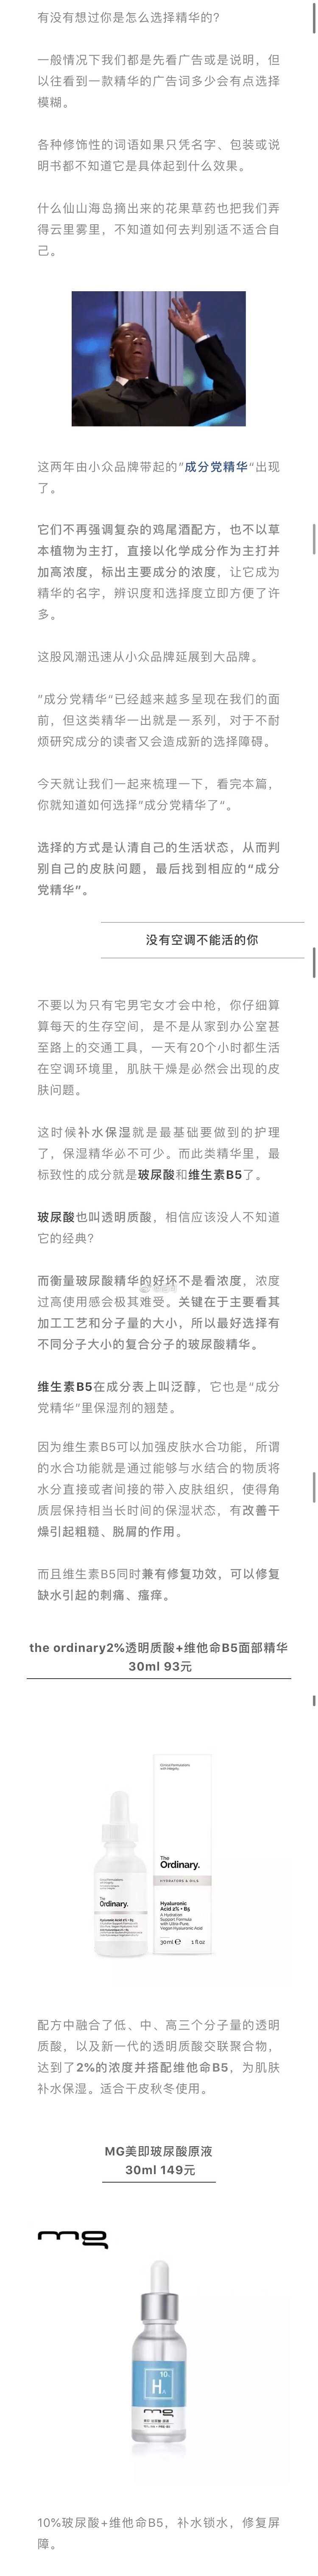 有没有想过你是怎么选择精华的?
一般情况下我们都是先看广告或是说明，但
以往看到一款精华的广告词多少会有点选择
模糊。
各种修饰性的词语如果只凭名字、包装或说
明书都不知道它是具体起到什么效果。
什么仙山海岛摘出来的花果草药也把我们弄
得云里雾里，不知道如何去判别适不适合自
己。
这两年由小众品牌带起的“成分党精华“出现
了。
它们不再强调复杂的鸡尾酒配方，也不以草
本植物为主打，直接以化学成分作为主打并
加高浓度，标出主要成分的浓度，让它成为
精华的名字，辨识度和选择度立即方便了许
多。
这股风潮迅速从小众品牌延展到大品牌。
“成分党精华“已经越来越多呈现在我们的面
前，但这类精华一出就是一系列，对于不耐
烦研究成分的读者又会造成新的选择障碍。
今天就让我们一起来梳理一下，看完本篇，
你就知道如何选择”成分党精华了“。
选择的方式是认清自己的生活状态，从而判
别自己的皮肤问题，最后找到相应的“成分
党精华”。
没有空调不能活的你
不要以为只有宅男宅女才会中枪，你仔细算
算每天的生存空间，是不是从家到办公室甚
至路上的交通工具，一天有20个小时都生活
在空调环境里，肌肤干燥是必然会出现的皮
肤问题。
这时候补水保湿就是最基础要做到的护理
了，保湿精华必不可少。而此类精华里，最
标致性的成分就是玻尿酸和维生素B5了。
玻尿酸也叫透明质酸，相信应该没人不知道
它的经典?
而衡量玻尿酸精华的标准不是看浓度，浓度
过高使用感会极其难受。关键在于主要看其
加工工艺和分子量的大小，所以最好选择有
不同分子大小的复合分子的玻尿酸精华。
维生素B5在成分表上叫泛醇，它也是“成分
党精华”里保湿剂的翘楚。
因为维生素B5可以加强皮肤水合功能，所谓
的水合功能就是通过能够与水结合的物质将
水分直接或者间接的带入皮肤组织，使得角
质层保持相当长时间的保湿状态，有改善干
燥引起粗糙、脱屑的作用。
而且维生素B5同时兼有修复功效，可以修复
缺水引起的刺痛、瘙痒。
the ordinary2%透明质酸+维他命B5面部精华
30ml 93元
Clinical Formulations
with Integrity.
The
Ordinary.
HYDRATORS & OILS
Hyaluronic
Acid 2% + B5
A Hydration
Support Formula
with Ultra-Pure,
Vegan Hyaluronic Acid
30ml 1 fl oz
The
Ordinary.
Hyaluronic Acid 2% + B5
配方中融合了低、中、高三个分子量的透明
质酸，以及新一代的透明质酸交联聚合物，
达到了2%的浓度并搭配维他命B5，为肌肤
补水保湿。适合干皮秋冬使用。
MG美即玻尿酸原液
30ml 149元
mg
10%
HA
mg
10%玻尿酸+维他命B5，补水锁水，修复屏
障。